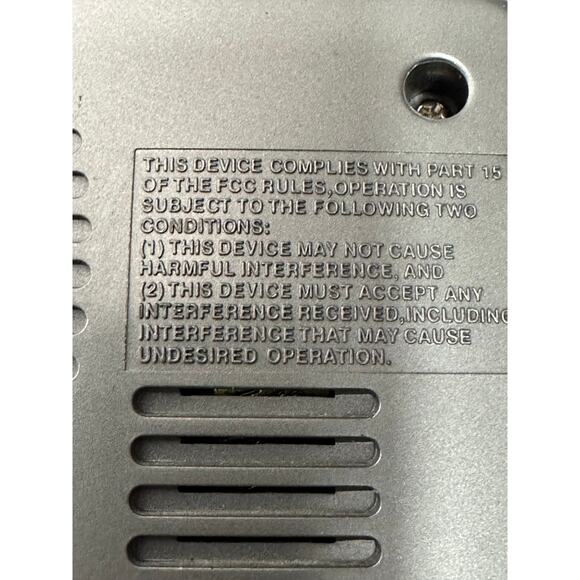 THIS DEVICE COMPLIES WITH PART 15
OF THE FCC RULES,OPERATION IS
SUBJECT TO THE FOLLOWING TWO
CONDITIONS:
(1) THIS DEVICE MAY NOT CAUSE
HARMFUL INTERFERENCE, AND
(2) THIS DEVICE MUST ACCEPT ANY
INTERFERENCE RECEIVED,INCLUDING
INTERFERENCE THAT MAY CAUSE
UNDESIRED OPERATION.